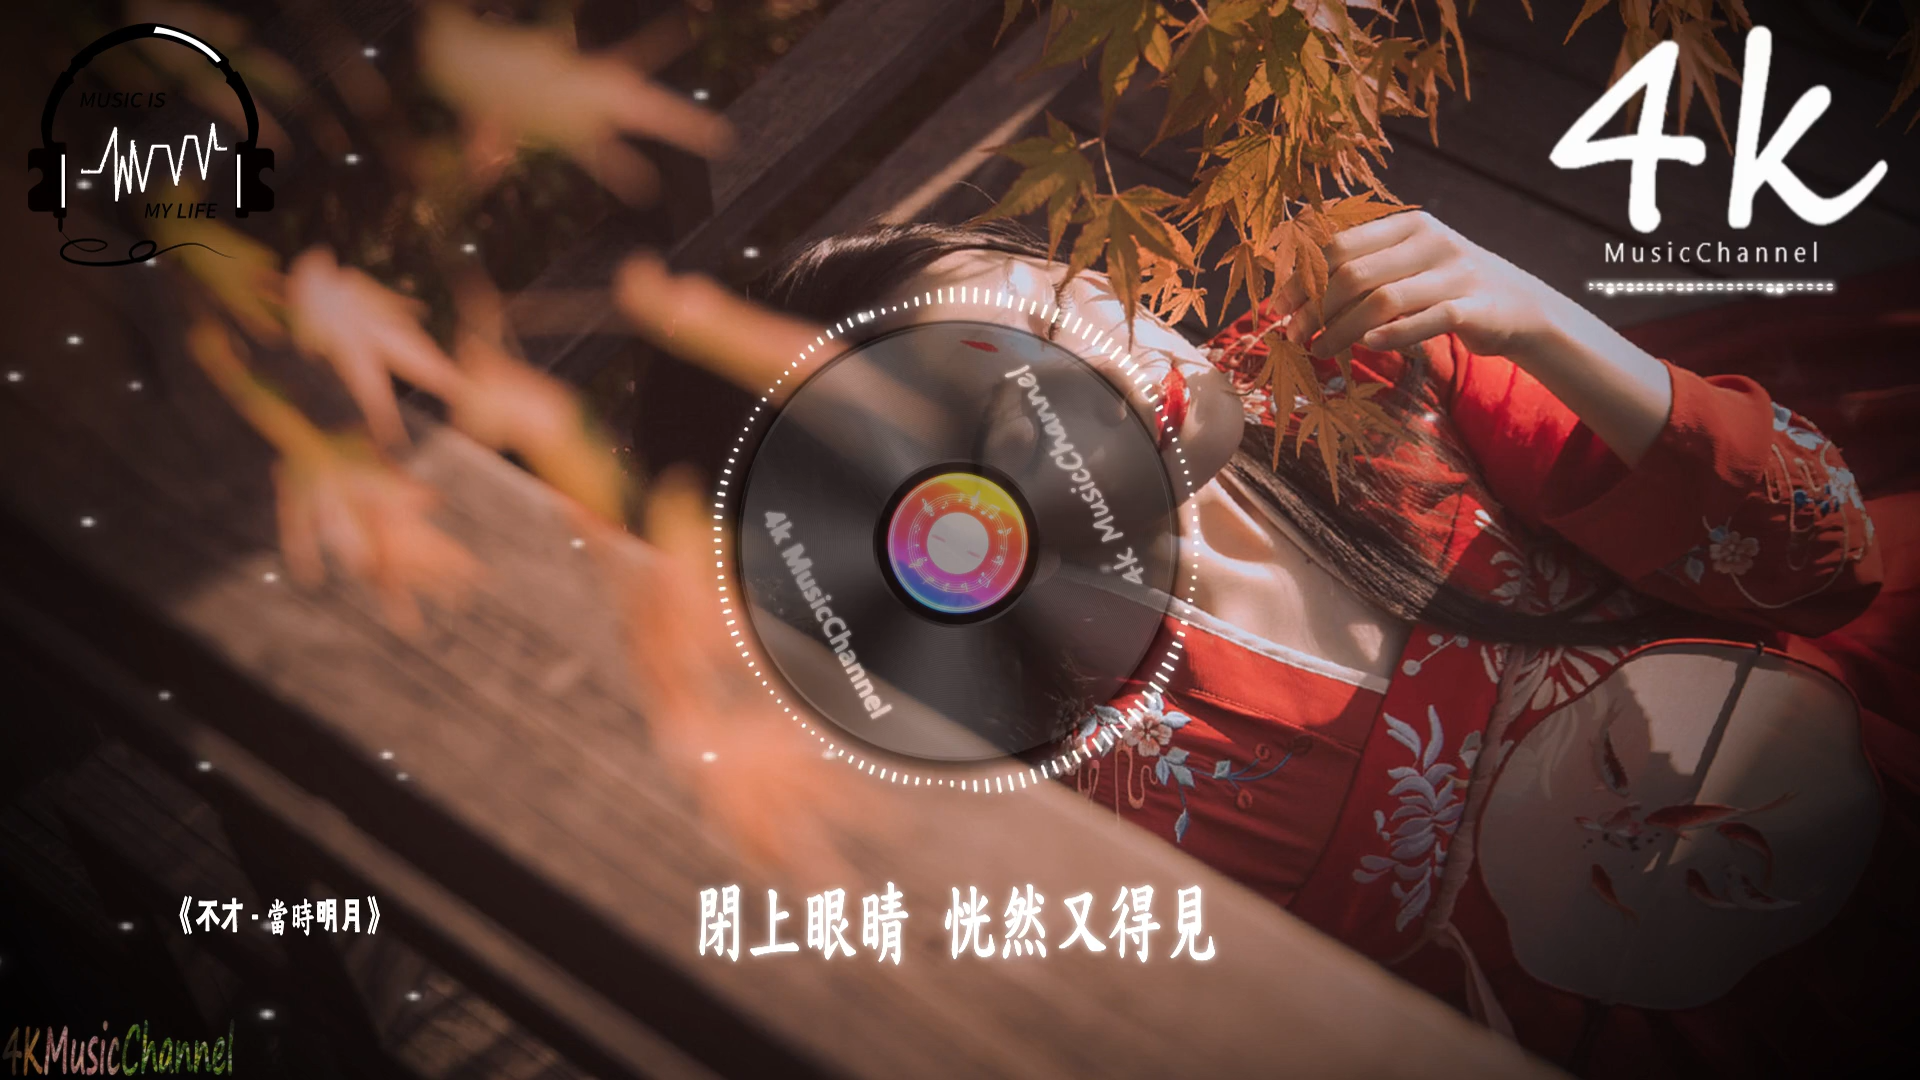 MUSIC IS
MY LIFE
4k
MusicChannel
4k MusicChannel
4k MusicChannel
《不才 - 當時明月》
閉上眼睛 恍然又得見
4KMusicChannel